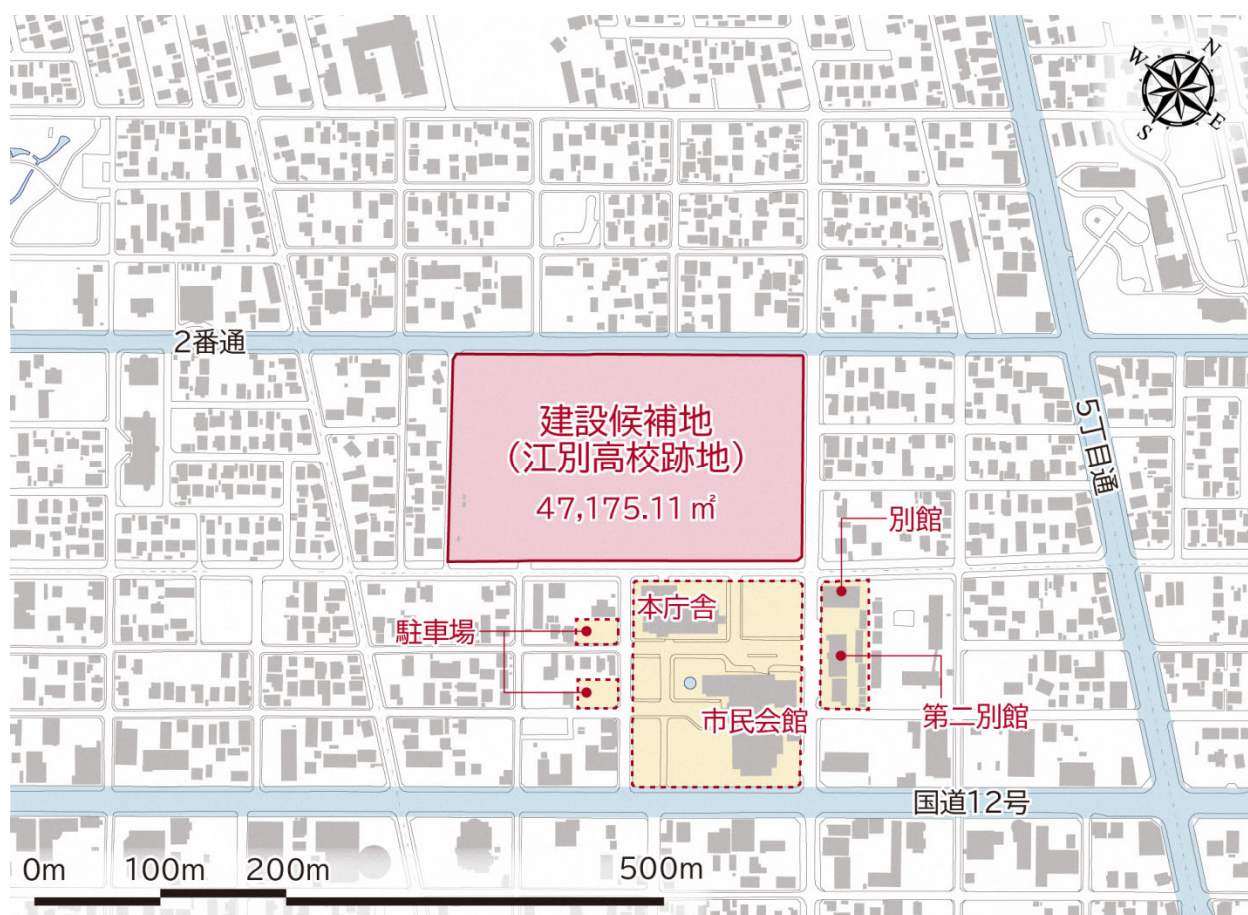 N
W
E
S
2番通
建設候補地
(江別高校跡地)
47,175.11㎡
5丁目通
別館
本庁舎
駐車場
市民会館
第二別館
国道12号
0m 100m 200m 500m